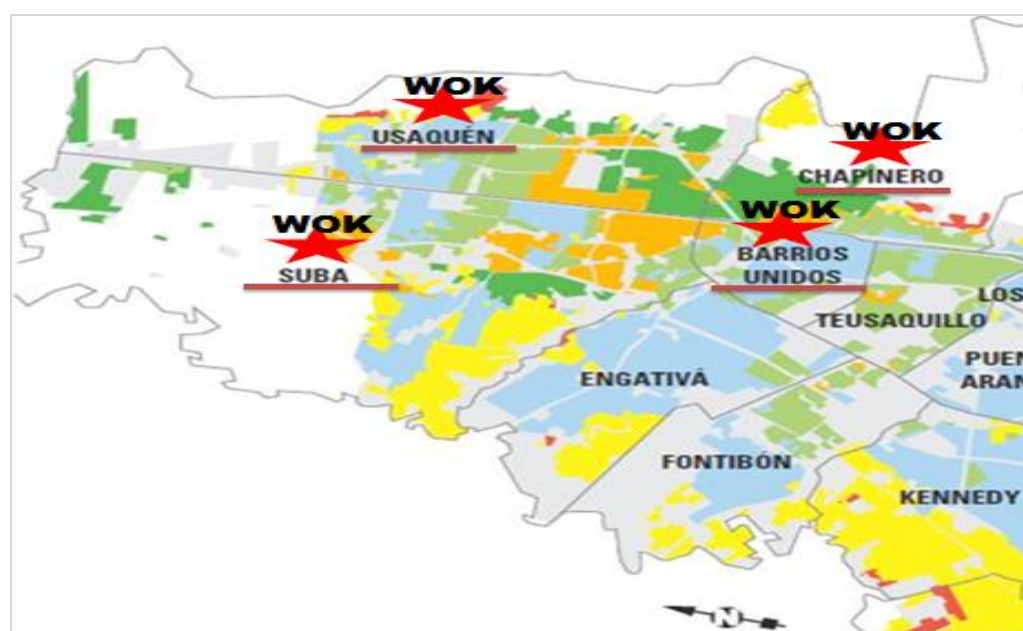 WOK
USAQUÉN
WOK
CHAPINERO
WOK
SUBA
WOK
BARRIOS
UNIDOS
LOS
TEUSAQUILLO
PUEN
ARAN
ENGATIVÁ
FONTIBÓN
KENNEDY
N